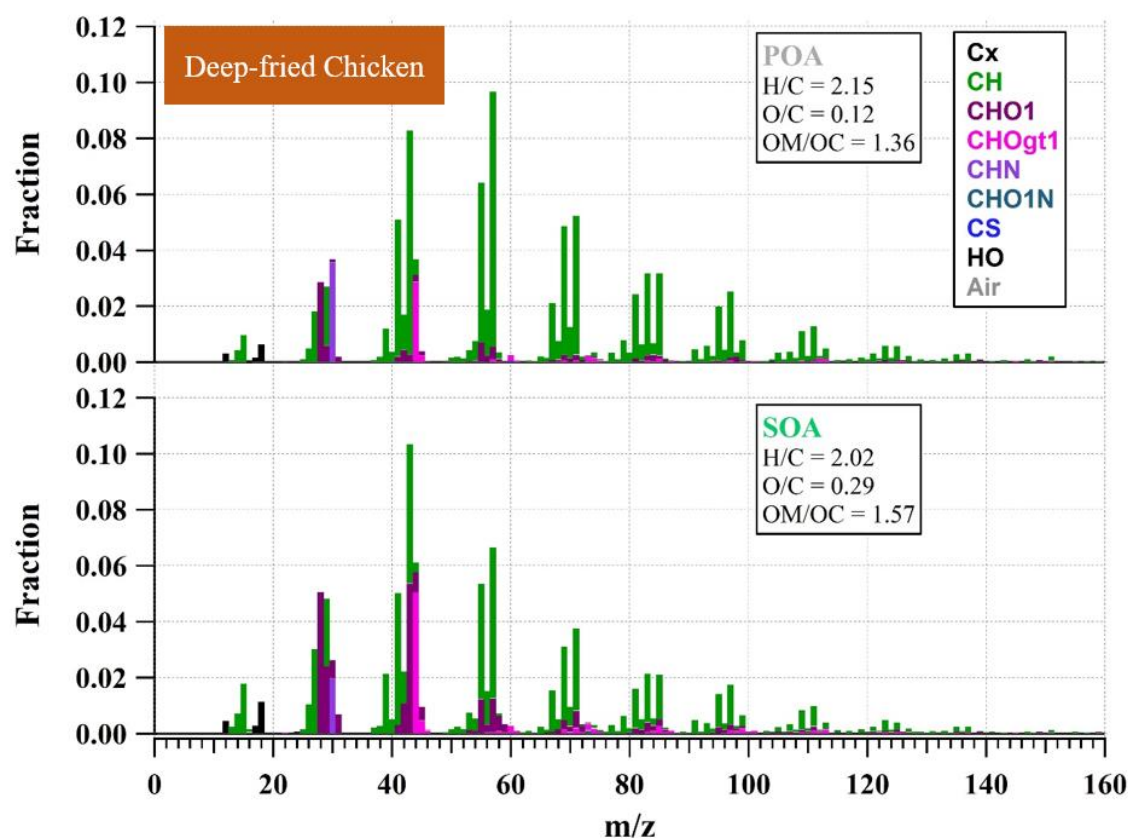 Deep-fried Chicken
0.12
0.10
0.08
0.06
0.04
0.02
0.00
Fraction
POA
H/C = 2.15
O/C = 0.12
OM/OC = 1.36
Cx
CH
CHO1
CHOgt1
CHN
CHO1N
CS
HO
Air
0.12
0.10
0.08
0.06
0.04
0.02
0.00
Fraction
SOA
H/C = 2.02
O/C = 0.29
OM/OC = 1.57
0 20 40 60 80 100 120 140 160
m/z